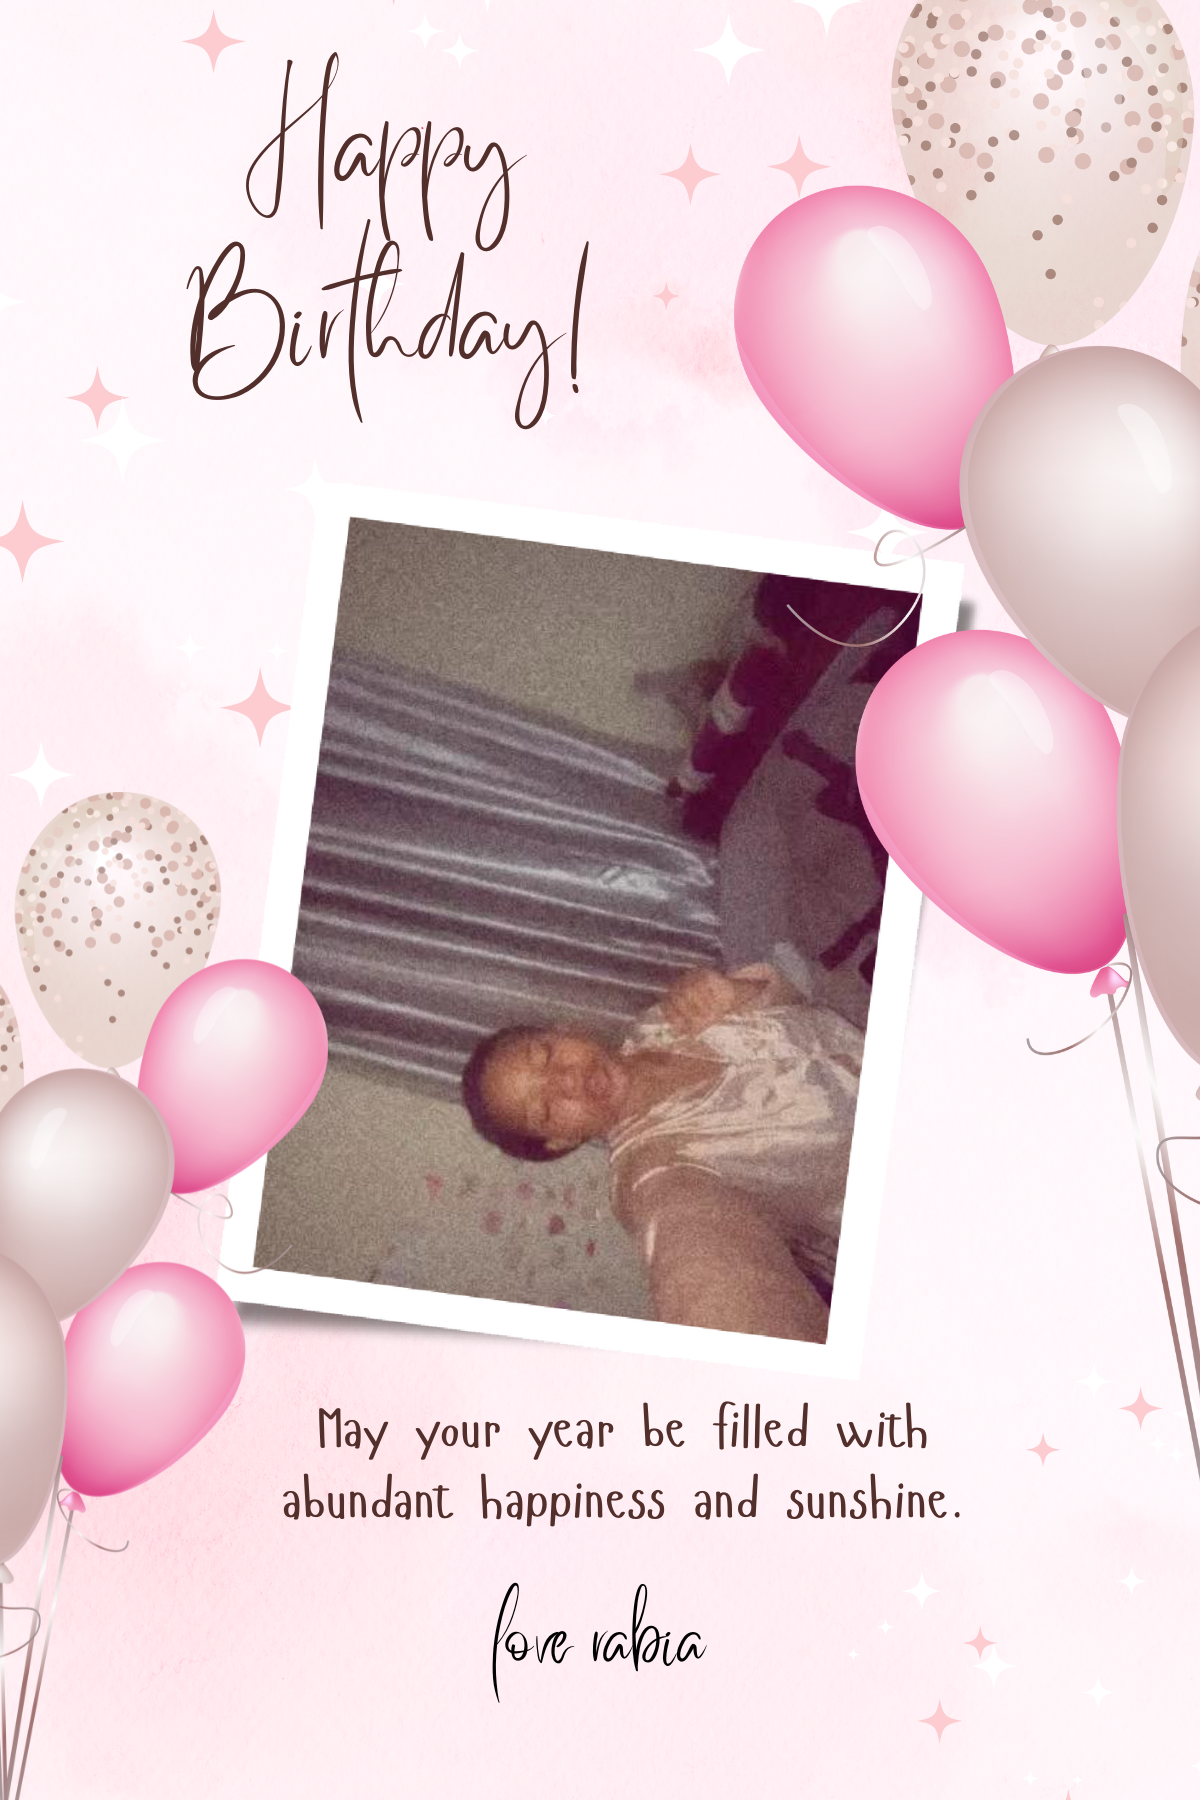 Happy
Birthday!
May your year be filled with
abundant happiness and sunshine.
love rabia